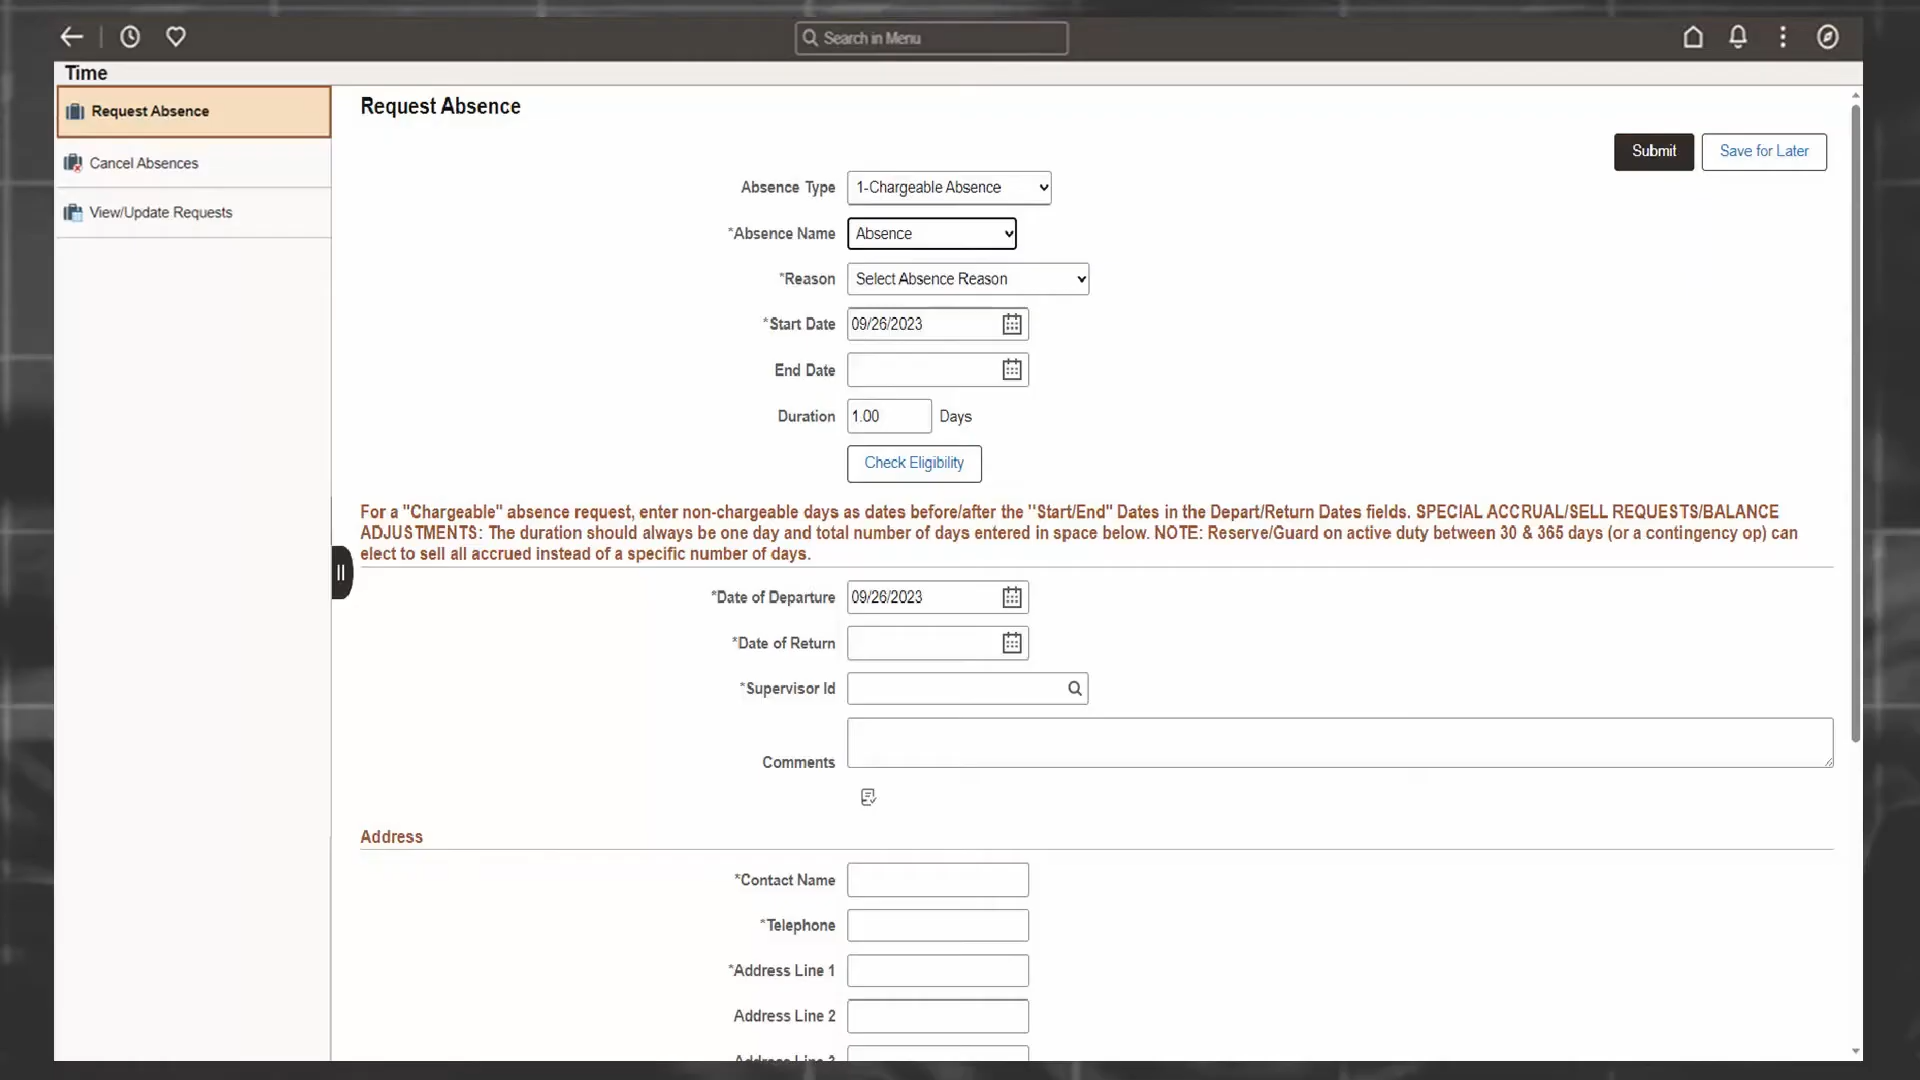 Search in Menu
Time
Request Absence
Cancel Absences
View/Update Requests
Request Absence
Submit
Save for Later
Absence Type 1-Chargeable Absence
*Absence Name Absence
*Reason Select Absence Reason
*Start Date 09/26/2023
End Date
Duration 1.00 Days
Check Eligibility
For a "Chargeable" absence request, enter non-chargeable days as dates before/after the "Start/End" Dates in the Depart/Return Dates fields. SPECIAL ACCRUAL/SELL REQUESTS/BALANCE
ADJUSTMENTS: The duration should always be one day and total number of days entered in space below. NOTE: Reserve/Guard on active duty between 30 & 365 days (or a contingency op) can
elect to sell all accrued instead of a specific number of days.
*Date of Departure 09/26/2023
*Date of Return
*Supervisor Id
Comments
Address
*Contact Name
*Telephone
*Address Line 1
Address Line 2
Address Line 3